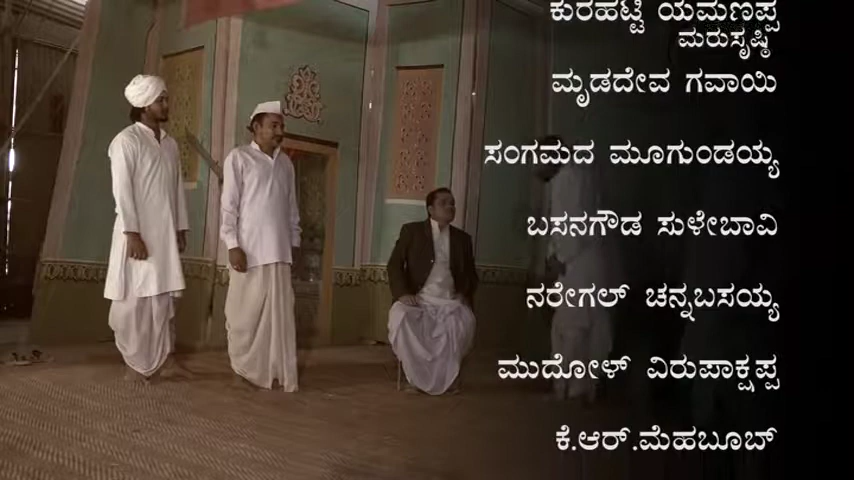 ಕುರಹಟ್ಟಿ ಯಮಣಪ್ಪ
ಮರುಸೃಷ್ಠಿ
ಮೃಡದೇವ ಗವಾಯಿ
ಸಂಗಮದ ಮೂಗುಂಡಯ್ಯ
ಬಸನಗೌಡ ಸುಳೇಬಾವಿ
ನರೇಗಲ್ ಚನ್ನಬಸಯ್ಯ
ಮುದೋಳ್ ವಿರುಪಾಕ್ಷಪ್ಪ
ಕೆ.ಆರ್.ಮೆಹಬೂಬ್